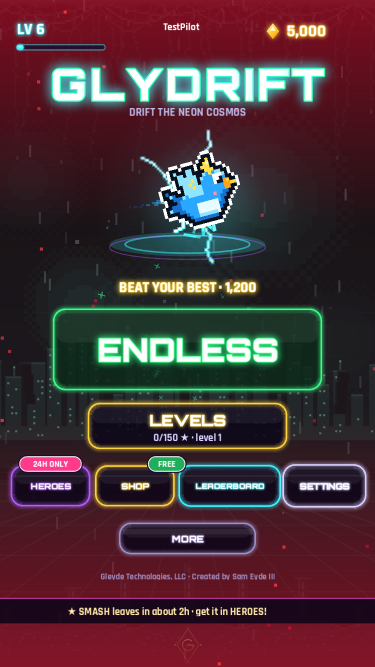 LV 6
TestPilot
5,000
GLYDRIFT
DRIFT THE NEON COSMOS
BEAT YOUR BEST · 1,200
ENDLESS
LEVELS
0/150 ★ · level 1
24H ONLY
FREE
HEROES
SHOP
LEADERBOARD
SETTINGS
MORE
Gleyde Technologies, LLC · Created by Sam Eyde III
★ SMASH leaves in about 2h · get it in HEROES!
G